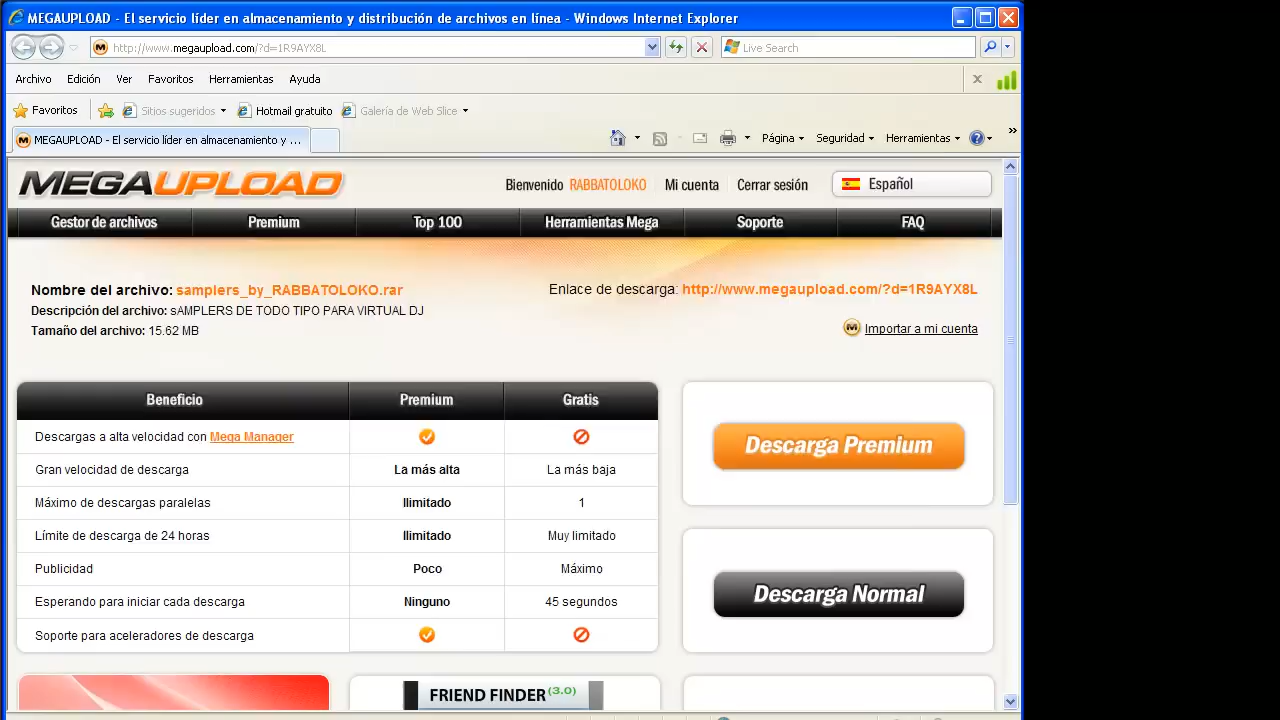 MEGAUPLOAD - El servicio líder en almacenamiento y distribución de archivos en línea - Windows Internet Explorer
http://www.megaupload.com/?d=1R9AYX8L
Live Search
Archivo Edición Ver Favoritos Herramientas Ayuda
Favoritos Sitios sugeridos Hotmail gratuito Galería de Web Slice
MEGAUPLOAD - El servicio líder en almacenamiento y ... Página Seguridad Herramientas
MEGAUPLOAD
Bienvenido RABBATOLOKO Mi cuenta Cerrar sesión Español
Gestor de archivos Premium Top 100 Herramientas Mega Soporte FAQ
Nombre del archivo: samplers_by_RABBATOLOKO.rar
Enlace de descarga: http://www.megaupload.com/?d=1R9AYX8L
Descripción del archivo: sAMPLERS DE TODO TIPO PARA VIRTUAL DJ
Tamaño del archivo: 15.62 MB
Importar a mi cuenta
Beneficio Premium Gratis
Descargas a alta velocidad con Mega Manager
Gran velocidad de descarga La más alta La más baja
Máximo de descargas paralelas Ilimitado 1
Límite de descarga de 24 horas Ilimitado Muy limitado
Publicidad Poco Máximo
Esperando para iniciar cada descarga Ninguno 45 segundos
Soporte para aceleradores de descarga
Descarga Premium
Descarga Normal
FRIEND FINDER (3.0)